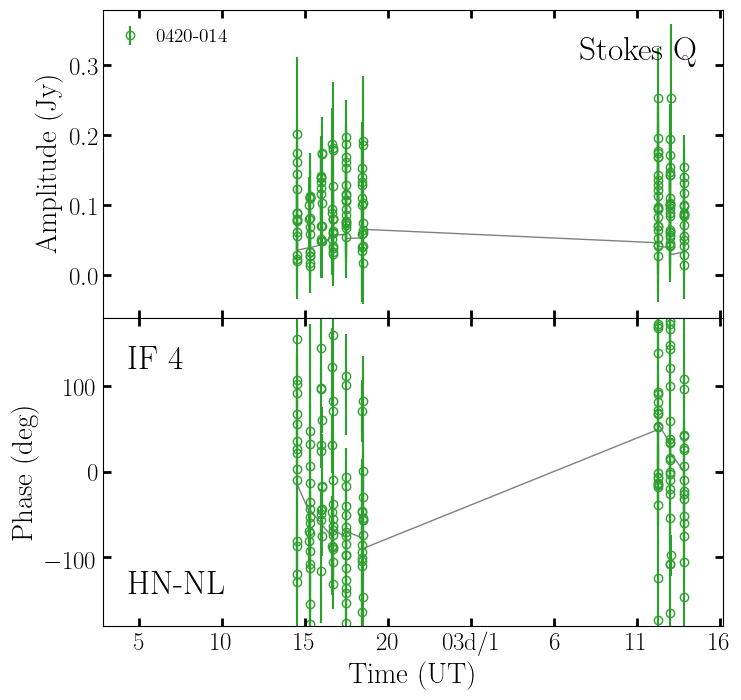 0420-014
Stokes Q
Amplitude (Jy)
0.3
0.2
0.1
0.0
IF 4
Phase (deg)
100
0
−100
HN-NL
5 10 15 20 03d/1 6 11 16
Time (UT)